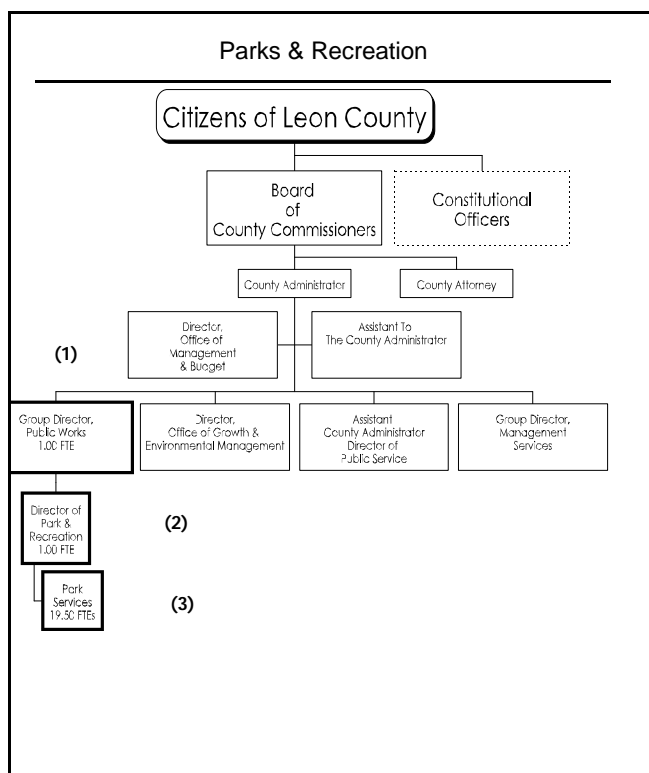 Parks & Recreation
Citizens of Leon County
Board
of
County Commissioners
Constitutional
Officers
County Administrator
County Attorney
Director,
Office of
Management
& Budget
Assistant To
The County Administrator
(1)
Group Director,
Public Works
1.00 FTE
Director,
Office of Growth &
Environmental Management
Assistant
County Administrator
Director of
Public Service
Group Director,
Management
Services
Director of
Park &
Recreation
1.00 FTE
(2)
Park
Services
19.50 FTEs
(3)